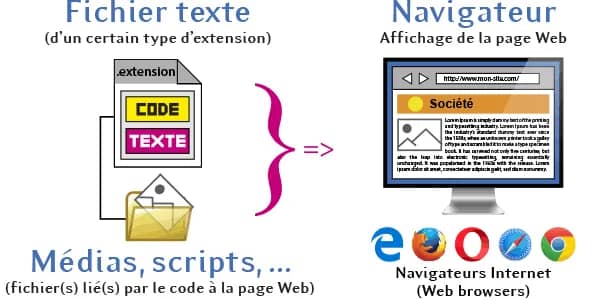 Fichier texte
(d'un certain type d'extension)
.extension
CODE
TEXTE
Médias, scripts, ...
(fichier(s) lié(s) par le code à la page Web)
=>
Navigateur
Affichage de la page Web
http://www.mon-site.com/
Société
Lorem Ipsum is simply dummy text of the printing
and typesetting industry. Lorem Ipsum has been
the industry's standard dummy text ever since
the 1500s, when an unknown printer took a galley
of type and scrambled it to make a type specimen
book. It has survived not only five centuries, but
also the leap into electronic typesetting, remaining essentially
unchanged. It was popularised in the 1960s with the release. Lorem
ipsum dolor sit amet, consectetuer adipiscing elit, sed diam nonummy.
Navigateurs Internet
(Web browsers)